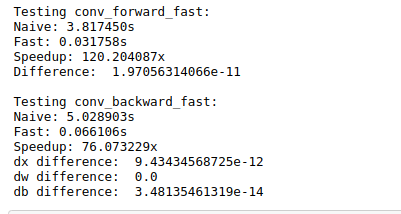 Testing conv_forward_fast:
Naive: 3.817450s
Fast: 0.031758s
Speedup: 120.204087x
Difference:  1.97056314066e-11

Testing conv_backward_fast:
Naive: 5.028903s
Fast: 0.066106s
Speedup: 76.073229x
dx difference:  9.43434568725e-12
dw difference:  0.0
db difference:  3.48135461319e-14